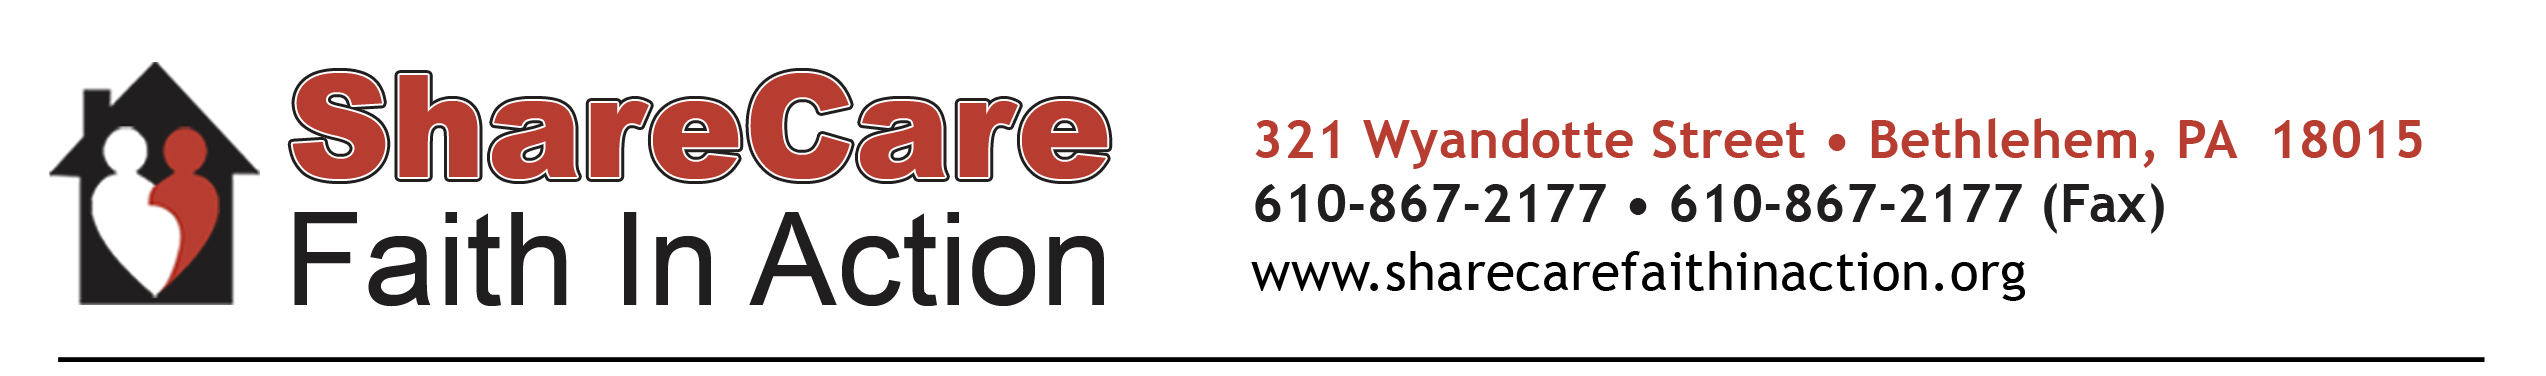 ShareCare
Faith In Action
321 Wyandotte Street • Bethlehem, PA  18015
610-867-2177 • 610-867-2177 (Fax)
www.sharecarefaithinaction.org